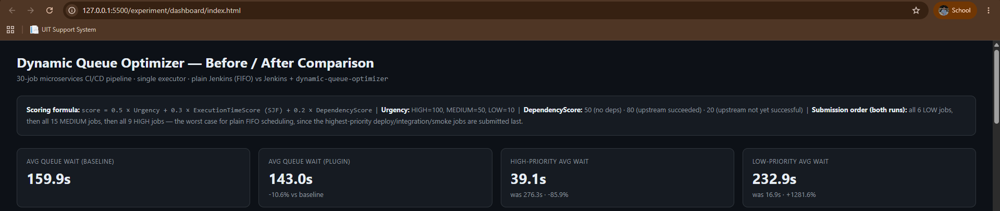 127.0.0.1:5500/experiment/dashboard/index.html
School
UIT Support System
Dynamic Queue Optimizer — Before / After Comparison
30-job microservices CI/CD pipeline · single executor · plain Jenkins (FIFO) vs Jenkins + dynamic-queue-optimizer
Scoring formula: score = 0.5 × Urgency + 0.3 × ExecutionTimeScore (SJF) + 0.2 × DependencyScore | Urgency: HIGH=100, MEDIUM=50, LOW=10 | DependencyScore: 50 (no deps) · 80 (upstream succeeded) · 20 (upstream not yet successful) | Submission order (both runs): all 6 LOW jobs,
then all 15 MEDIUM jobs, then all 9 HIGH jobs — the worst case for plain FIFO scheduling, since the highest-priority deploy/integration/smoke jobs are submitted last.
AVG QUEUE WAIT (BASELINE)
159.9s
AVG QUEUE WAIT (PLUGIN)
143.0s
-10.6% vs baseline
HIGH-PRIORITY AVG WAIT
39.1s
was 276.3s · -85.9%
LOW-PRIORITY AVG WAIT
232.9s
was 16.9s · +1281.6%